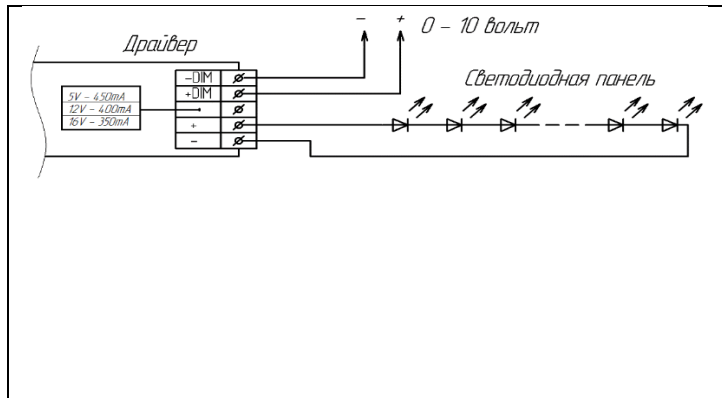 − + 0 – 10 вольт
Драйвер
Светодиодная панель
−DIM
+DIM
5V – 450mA
12V – 400mA
16V – 350mA
+
−